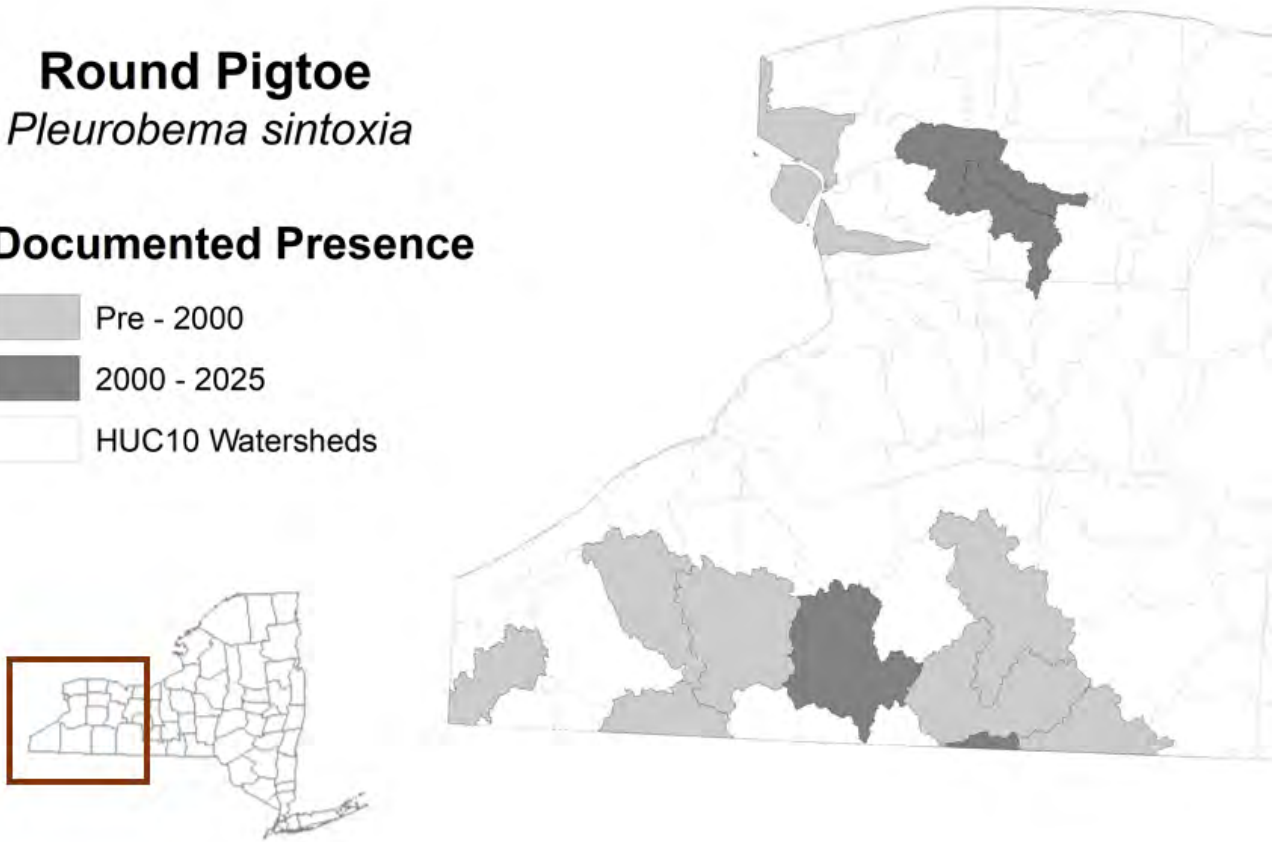 Round Pigtoe
Pleurobema sintoxia
Documented Presence
Pre - 2000
2000 - 2025
HUC10 Watersheds